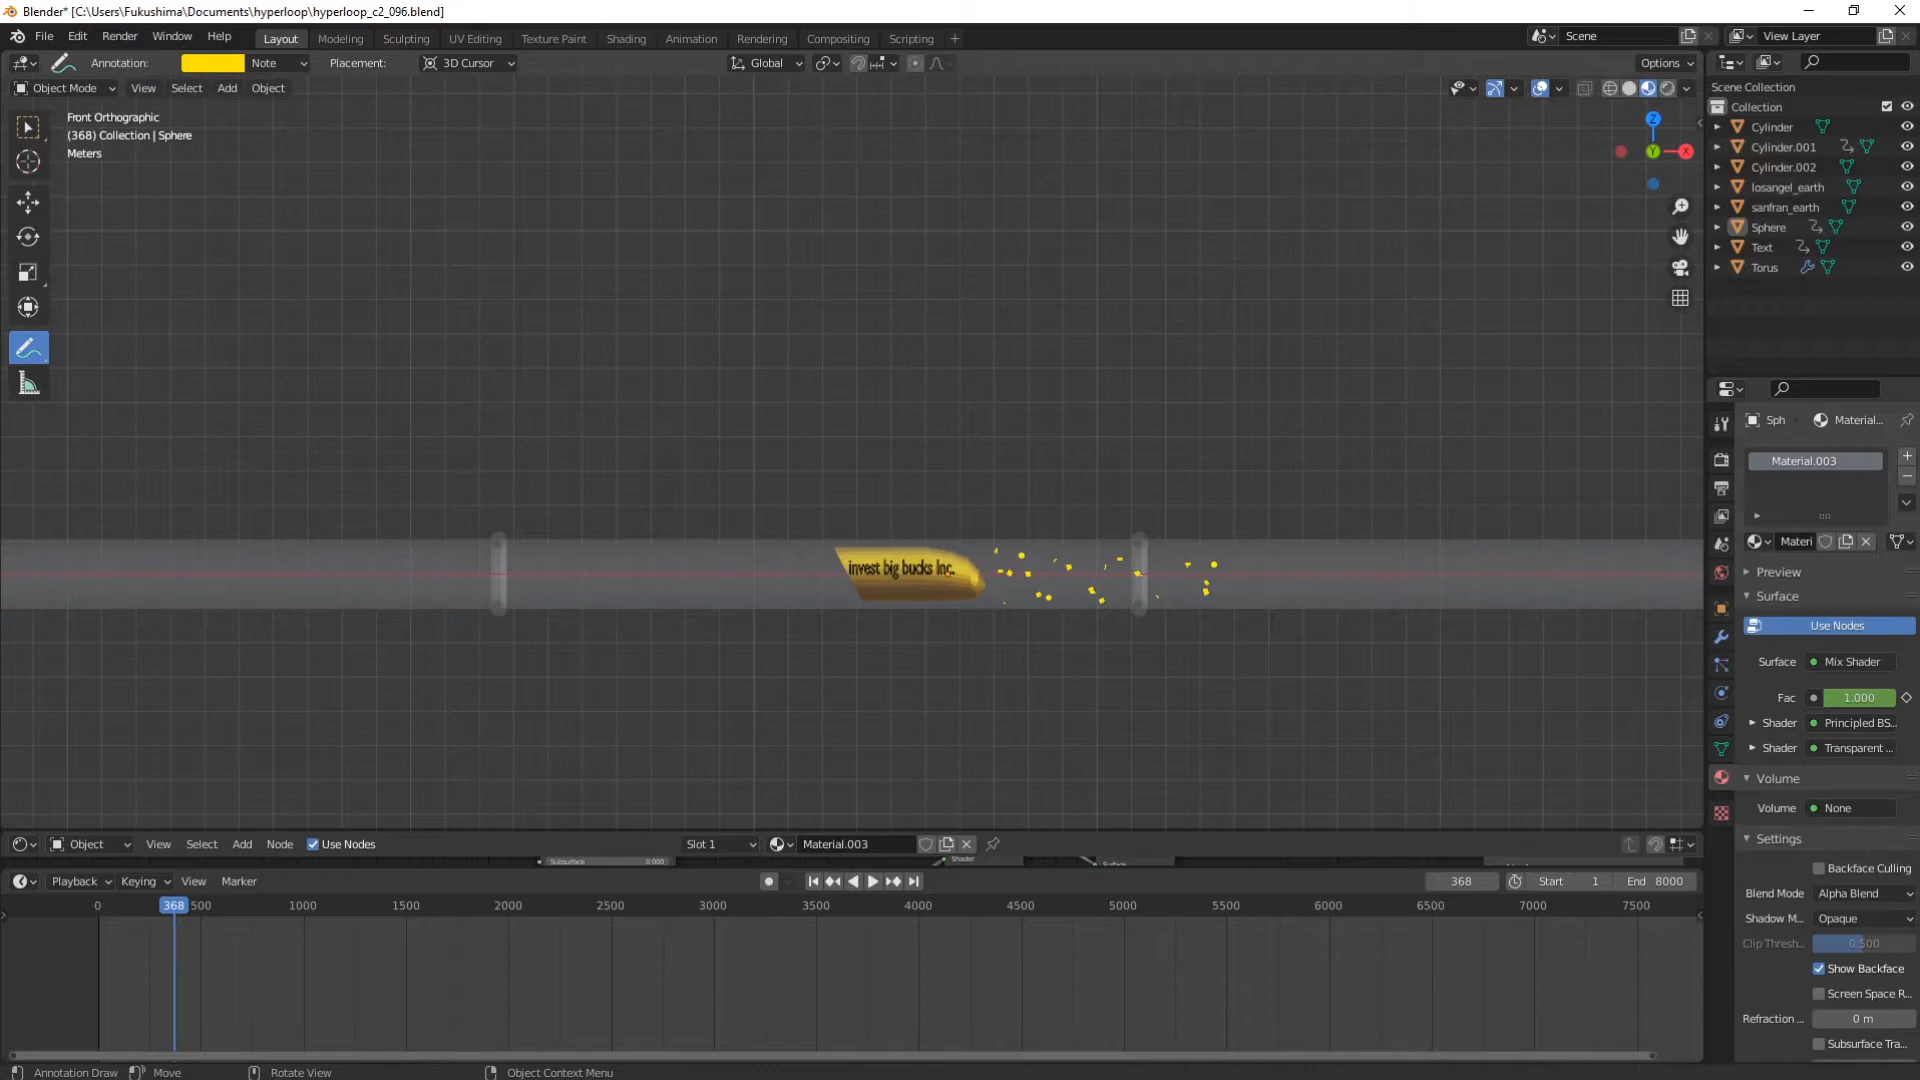 Blender* [C:\Users\Fukushima\Documents\hyperloop\hyperloop_c2_096.blend]
File Edit Render Window Help Layout Modeling Sculpting UV Editing Texture Paint Shading Animation Rendering Compositing Scripting Scene View Layer
Annotation: Note Placement: 3D Cursor Global Options
Object Mode View Select Add Object
Front Orthographic
(368) Collection | Sphere
Meters
Z
Y
X
invest big bucks Inc.
Scene Collection
Collection
Cylinder
Cylinder.001
Cylinder.002
losangel_earth
sanfran_earth
Sphere
Text
Torus
Sph Material...
Material.003
Materi
Preview
Surface
Use Nodes
Surface Mix Shader
Fac 1.000
Shader Principled BS...
Shader Transparent ...
Volume
Volume None
Settings
Backface Culling
Blend Mode Alpha Blend
Shadow M... Opaque
Clip Thresh... 0.500
Show Backface
Screen Space R...
Refraction ... 0 m
Subsurface Tra...
Object View Select Add Node Use Nodes Slot 1 Material.003
Subsurface 0.000 Shader Surface
Playback Keying View Marker 368 Start 1 End 8000
0 368 500 1000 1500 2000 2500 3000 3500 4000 4500 5000 5500 6000 6500 7000 7500
Annotation Draw Move Rotate View Object Context Menu